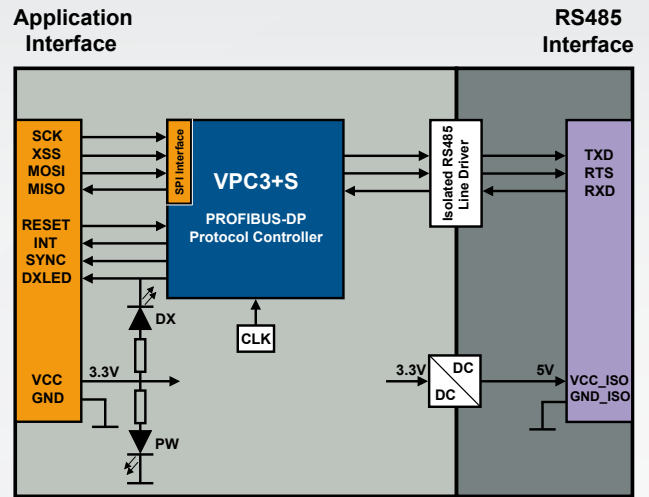 Application
Interface
RS485
Interface
SCK
XSS
MOSI
MISO
RESET
INT
SYNC
DXLED
VCC
GND
SPI Interface
VPC3+S
PROFIBUS-DP
Protocol Controller
CLK
DX
3.3V
PW
Isolated RS485
Line Driver
3.3V
DC
DC
5V
TXD
RTS
RXD
VCC_ISO
GND_ISO